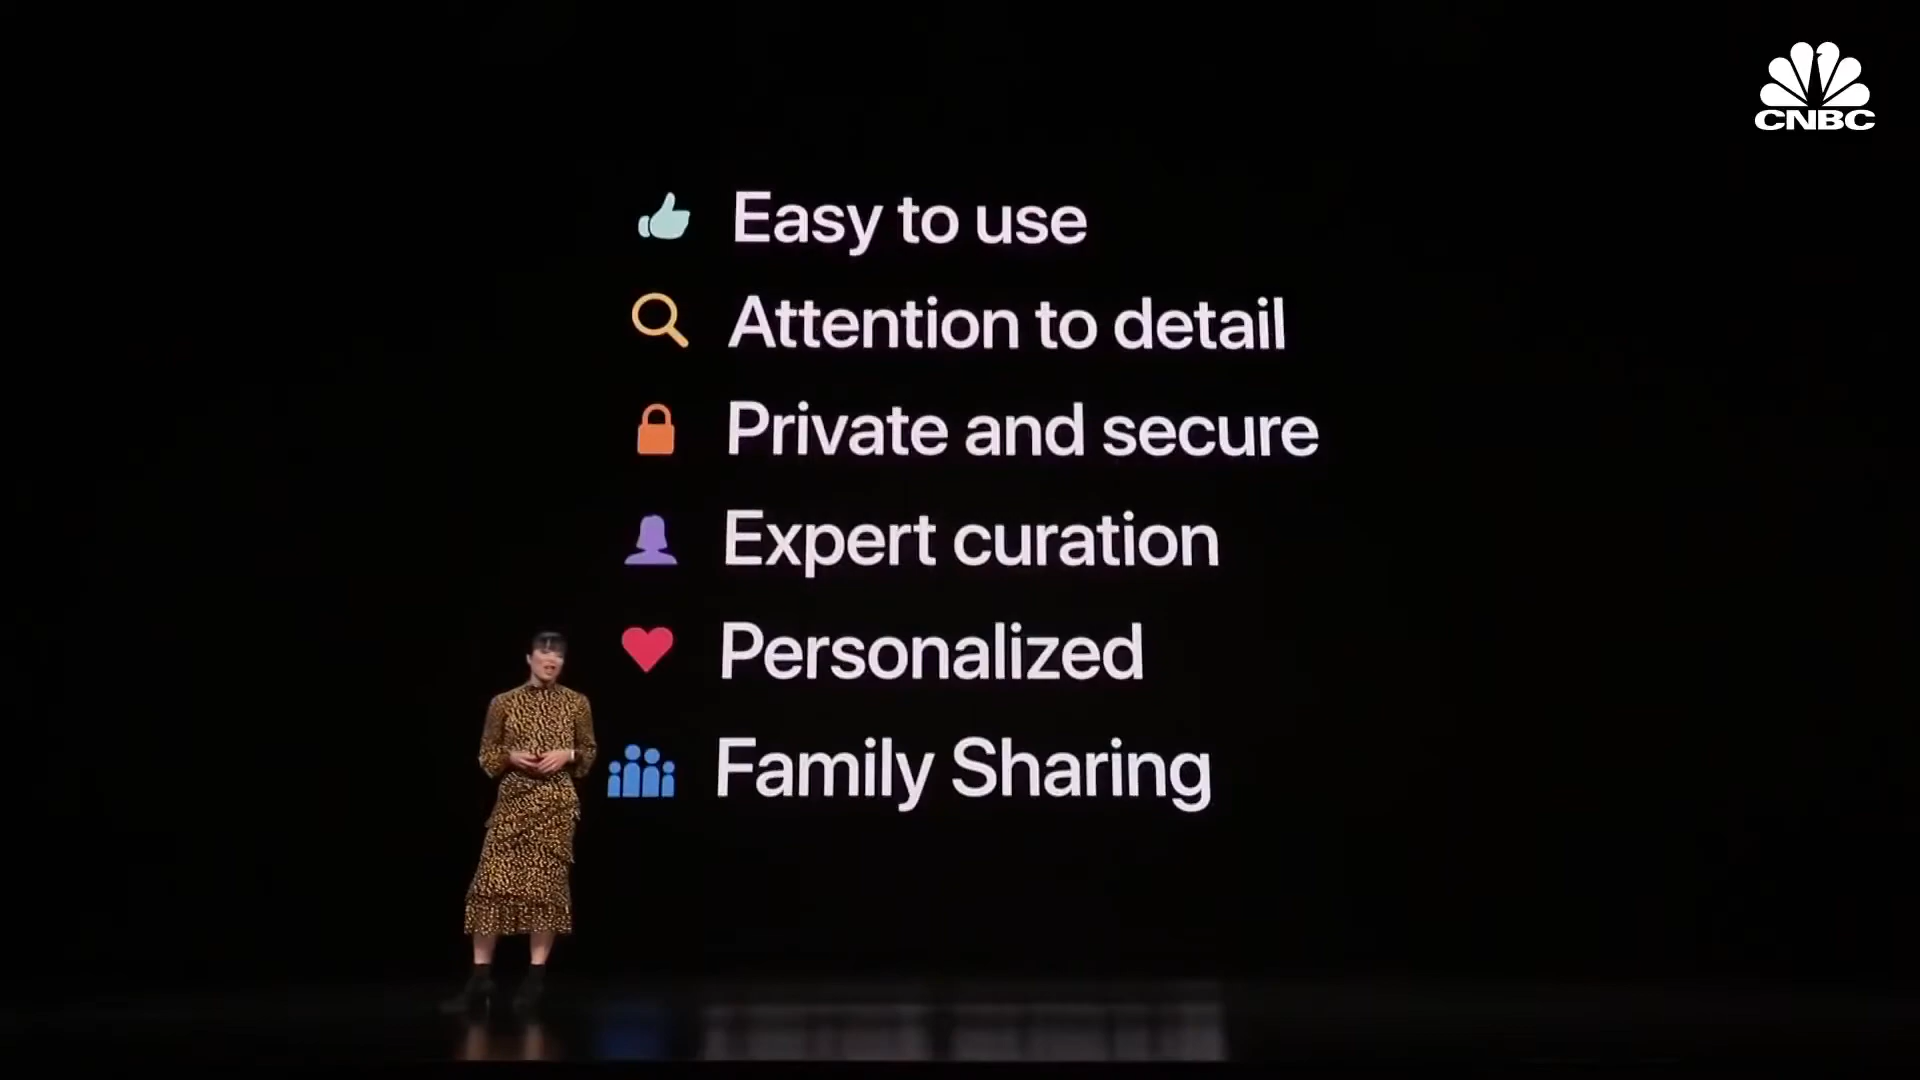 CNBC
Easy to use
Attention to detail
Private and secure
Expert curation
Personalized
Family Sharing